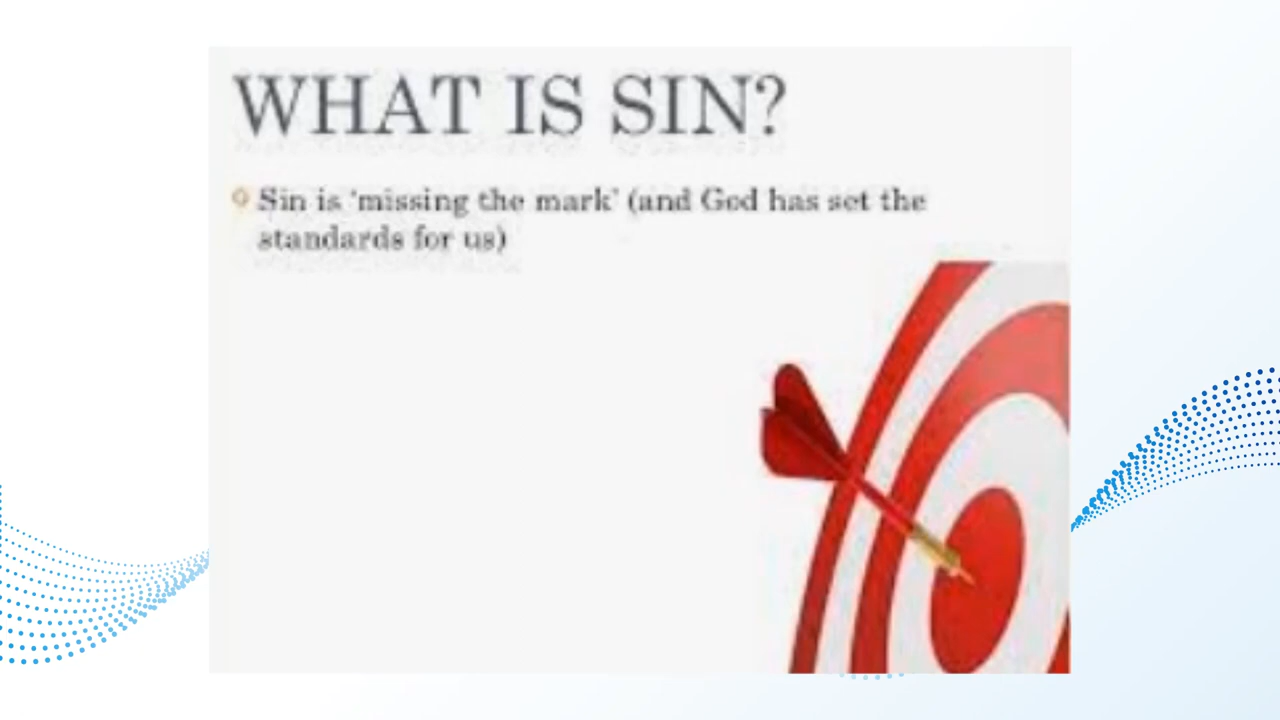 WHAT IS SIN?
Sin is 'missing the mark' (and God has set the
standards for us)